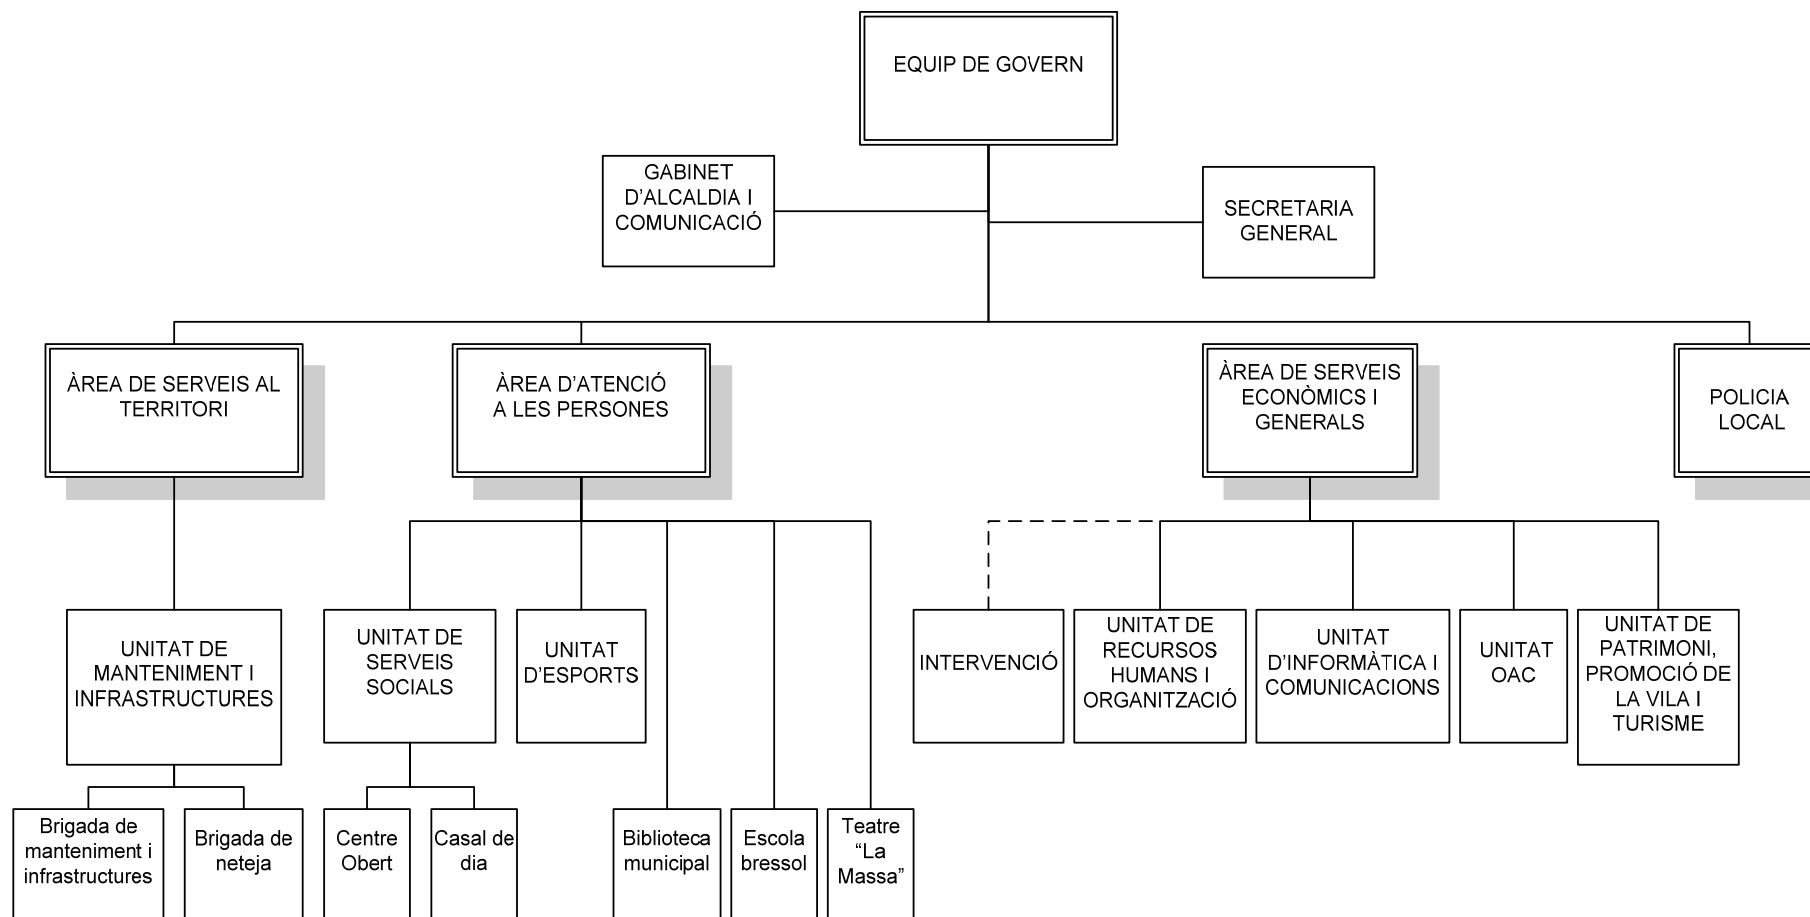 EQUIP DE GOVERN
GABINET
D'ALCALDIA I
COMUNICACIÓ
SECRETARIA
GENERAL
ÀREA DE SERVEIS AL
TERRITORI
ÀREA D'ATENCIÓ
A LES PERSONES
ÀREA DE SERVEIS
ECONÒMICS I
GENERALS
POLICIA
LOCAL
UNITAT DE
MANTENIMENT I
INFRASTRUCTURES
UNITAT DE
SERVEIS
SOCIALS
UNITAT
D'ESPORTS
INTERVENCIÓ
UNITAT DE
RECURSOS
HUMANS I
ORGANITZACIÓ
UNITAT
D'INFORMÀTICA I
COMUNICACIONS
UNITAT
OAC
UNITAT DE
PATRIMONI,
PROMOCIÓ DE
LA VILA I
TURISME
Brigada de
manteniment i
infrastructures
Brigada de
neteja
Centre
Obert
Casal de
dia
Biblioteca
municipal
Escola
bressol
Teatre
“La
Massa”